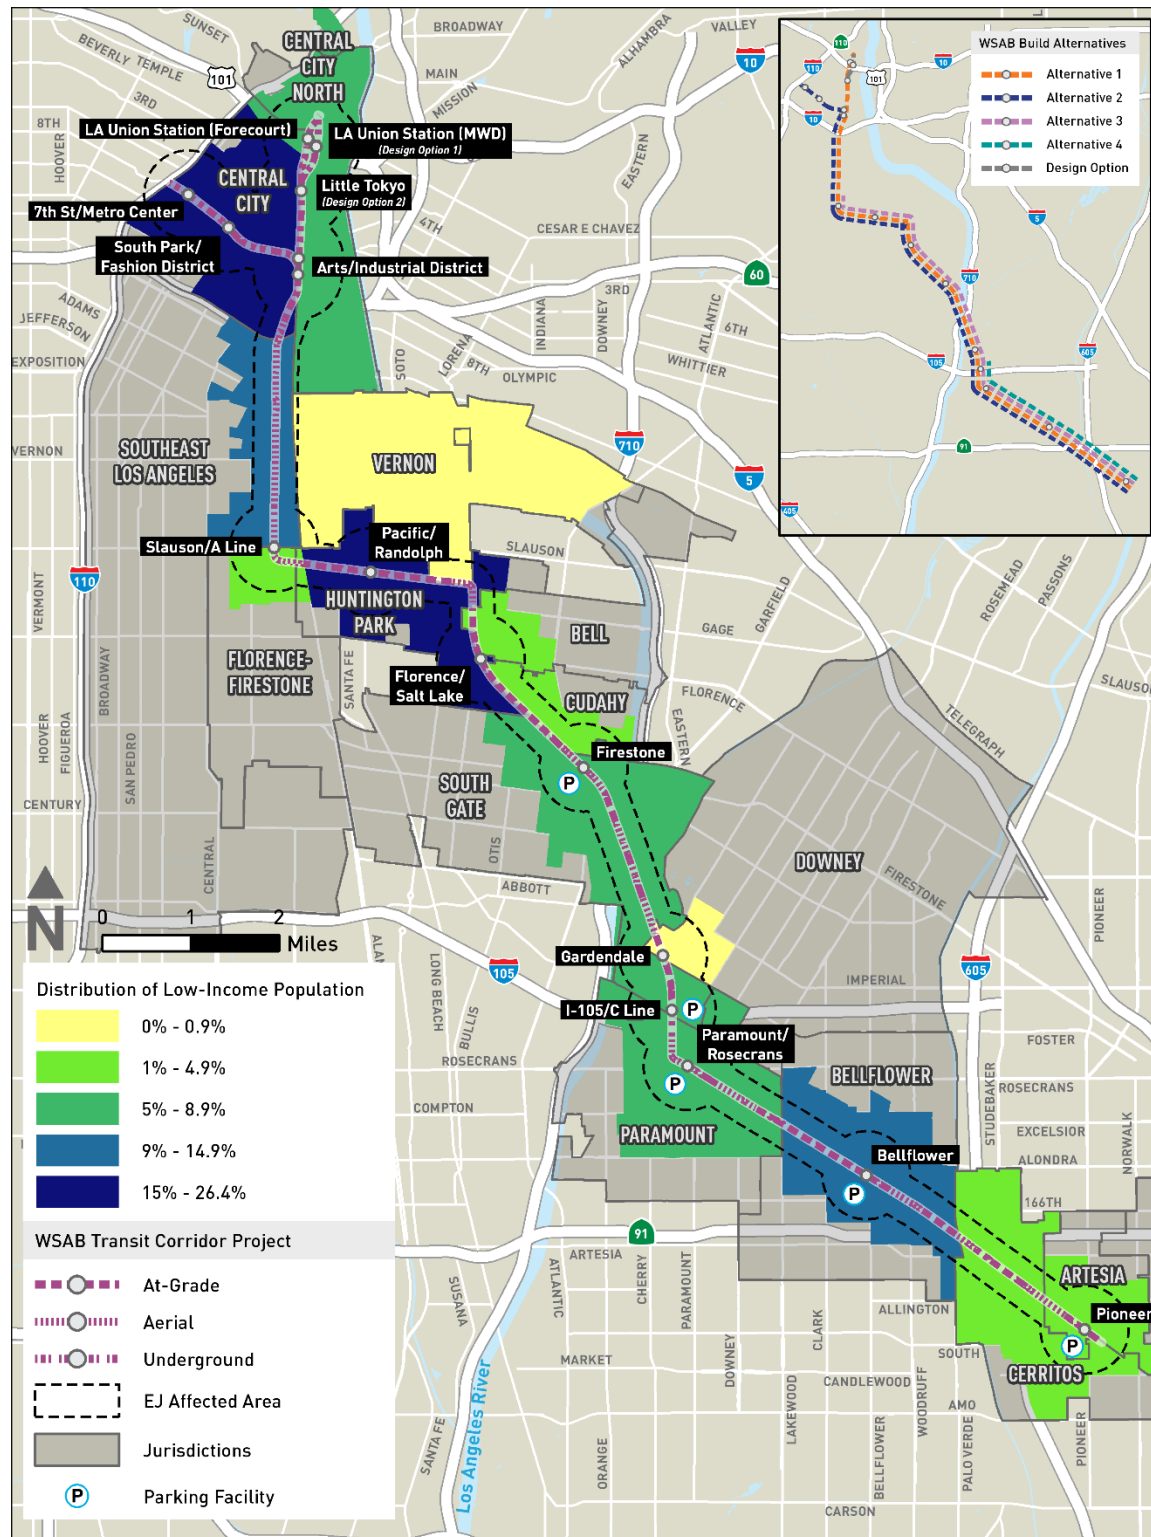 SUNSET
BROADWAY
VALLEY
BEVERLY
TEMPLE
CENTRAL
CITY
NORTH
ALHAMBRA
10
101
MAIN
MISSION
3RD
8TH
HOOVER
LA Union Station (Forecourt)
LA Union Station (MWD)
(Design Option 1)
EASTERN
CENTRAL
CITY
Little Tokyo
(Design Option 2)
7th St/Metro Center
4TH
CESAR E CHAVEZ
South Park/
Fashion District
Arts/Industrial District
60
3RD
ADAMS
JEFFERSON
EXPOSITION
INDIANA
DOWNEY
ATLANTIC
6TH
SOTO
LORENA
8TH
WHITTIER
OLYMPIC
VERNON
SOUTHEAST
LOS ANGELES
VERNON
710
5
Pacific/
Randolph
Slauson/A Line
SLAUSON
110
VERMONT
HUNTINGTON
PARK
BELL
GAGE
GARFIELD
ROSEMEAD
PASSONS
BROADWAY
FLORENCE-
FIRESTONE
SANTA FE
Florence/
Salt Lake
CUDAHY
FLORENCE
EASTERN
SLAUSON
TELEGRAPH
HOOVER
FIGUEROA
SAN PEDRO
Firestone
P
SOUTH
GATE
CENTURY
CENTRAL
OTIS
ABBOTT
DOWNEY
FIRESTONE
PIONEER
N
0 1 2
Miles
Gardendale
IMPERIAL
605
105
LONG BEACH
BULLIS
I-105/C Line
P
Paramount/
Rosecrans
P
ROSECRANS
FOSTER
ROSECRANS
STUDEBAKER
BELLFLOWER
COMPTON
PARAMOUNT
EXCELSIOR
ALONDRA
NORWALK
Bellflower
P
166TH
91
ARTESIA
ATLANTIC
CHERRY
PARAMOUNT
SUSANA
ARTESIA
ALLINGTON
Pioneer
P
CLARK
MARKET
DOWNEY
SOUTH
CERRITOS
CANDLEWOOD
WOODRUFF
AMO
LAKEWOOD
BELLFLOWER
PALO VERDE
PIONEER
SANTA FE
Los Angeles River
ORANGE
CARSON
WSAB Build Alternatives
Alternative 1
Alternative 2
Alternative 3
Alternative 4
Design Option
110
10
110
101
10
5
710
105
605
91
405
Distribution of Low-Income Population
0% - 0.9%
1% - 4.9%
5% - 8.9%
9% - 14.9%
15% - 26.4%
WSAB Transit Corridor Project
At-Grade
Aerial
Underground
EJ Affected Area
Jurisdictions
P
Parking Facility